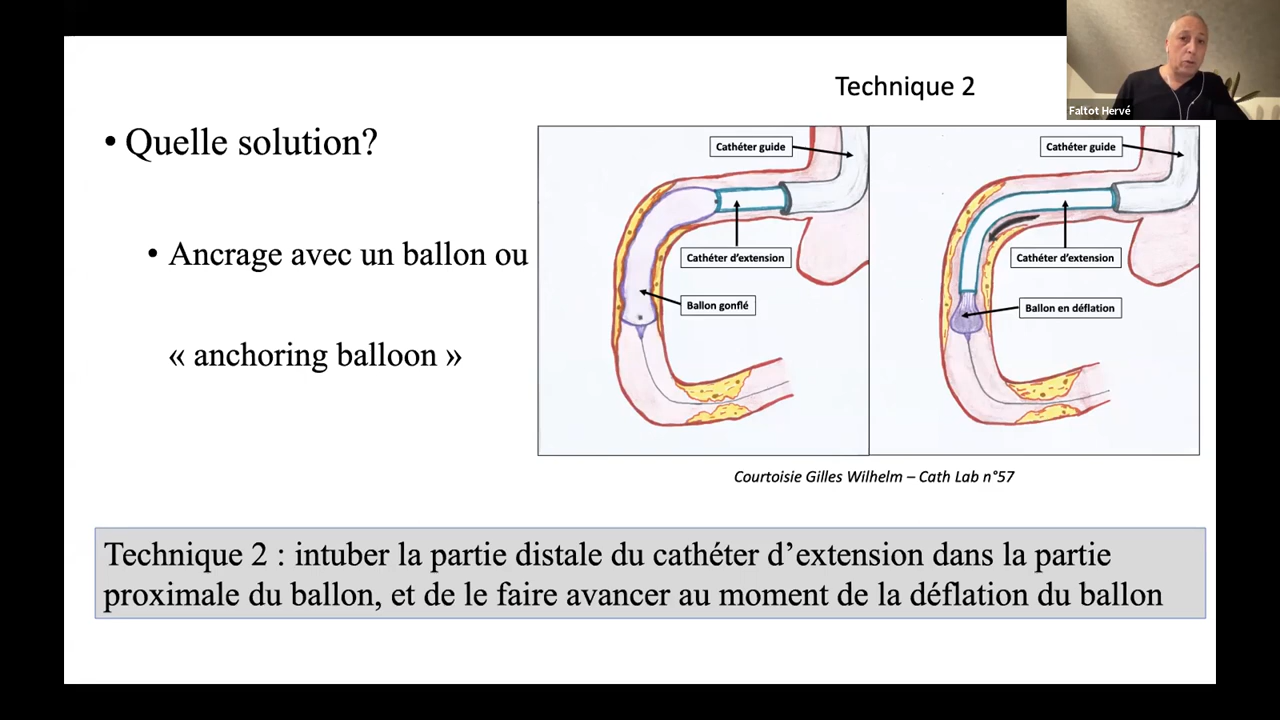 Technique 2
Faltot Hervé
• Quelle solution?
• Ancrage avec un ballon ou
« anchoring balloon »
Cathéter guide
Cathéter d’extension
Ballon gonflé
Cathéter guide
Cathéter d’extension
Ballon en déflation
Courtoisie Gilles Wilhelm – Cath Lab n°57
Technique 2 : intuber la partie distale du cathéter d’extension dans la partie
proximale du ballon, et de le faire avancer au moment de la déflation du ballon